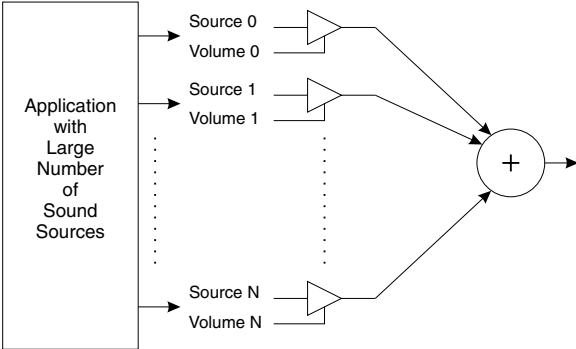 Application
with
Large
Number
of
Sound
Sources
Source 0
Volume 0
Source 1
Volume 1
Source N
Volume N
+